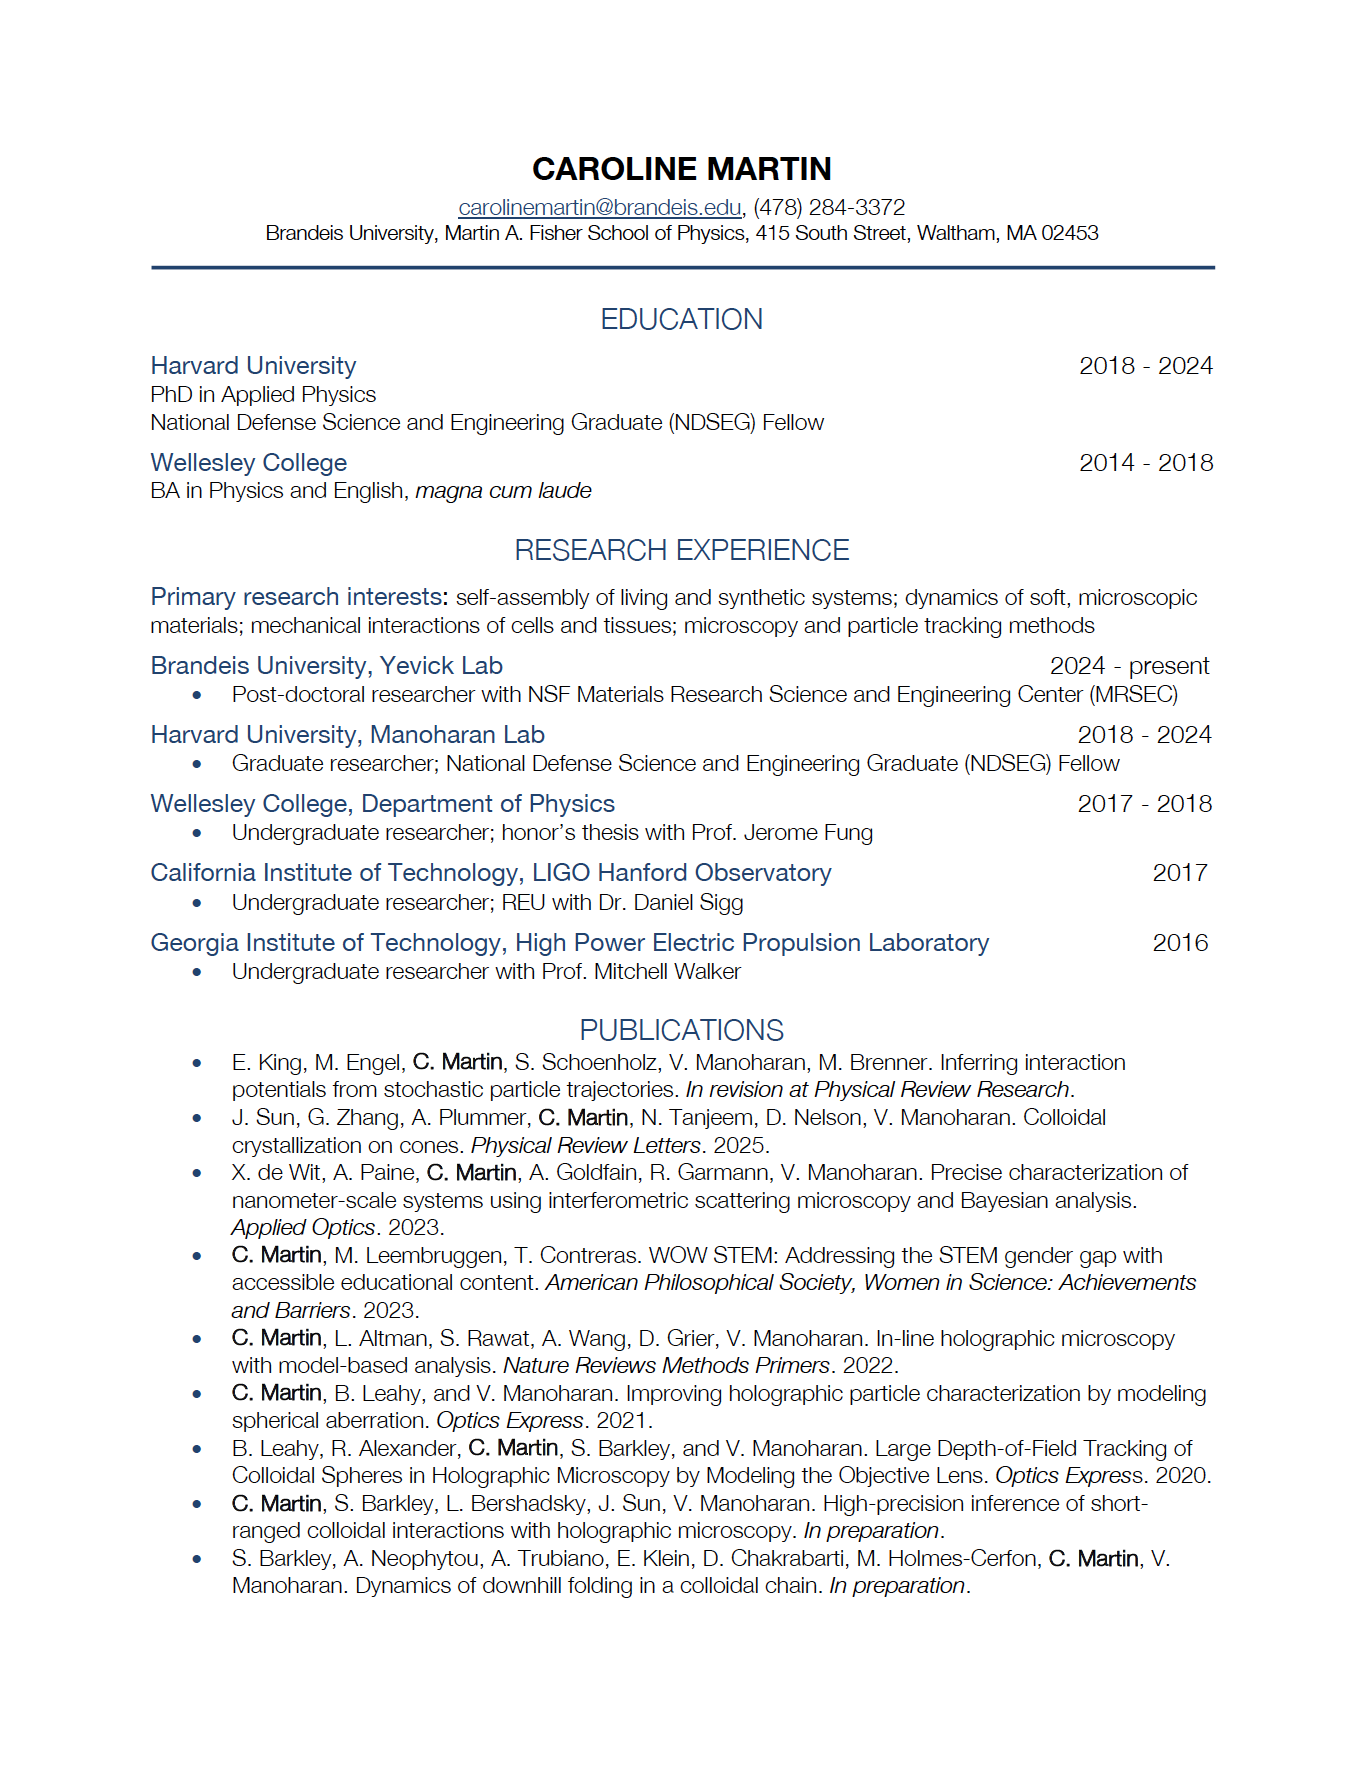 CAROLINE MARTIN
carolinemartin@brandeis.edu, (478) 284-3372
Brandeis University, Martin A. Fisher School of Physics, 415 South Street, Waltham, MA 02453
EDUCATION
Harvard University 2018 - 2024
PhD in Applied Physics
National Defense Science and Engineering Graduate (NDSEG) Fellow
Wellesley College 2014 - 2018
BA in Physics and English, magna cum laude
RESEARCH EXPERIENCE
Primary research interests: self-assembly of living and synthetic systems; dynamics of soft, microscopic
materials; mechanical interactions of cells and tissues; microscopy and particle tracking methods
Brandeis University, Yevick Lab 2024 - present
• Post-doctoral researcher with NSF Materials Research Science and Engineering Center (MRSEC)
Harvard University, Manoharan Lab 2018 - 2024
• Graduate researcher; National Defense Science and Engineering Graduate (NDSEG) Fellow
Wellesley College, Department of Physics 2017 - 2018
• Undergraduate researcher; honor’s thesis with Prof. Jerome Fung
California Institute of Technology, LIGO Hanford Observatory 2017
• Undergraduate researcher; REU with Dr. Daniel Sigg
Georgia Institute of Technology, High Power Electric Propulsion Laboratory 2016
• Undergraduate researcher with Prof. Mitchell Walker
PUBLICATIONS
• E. King, M. Engel, C. Martin, S. Schoenholz, V. Manoharan, M. Brenner. Inferring interaction
potentials from stochastic particle trajectories. In revision at Physical Review Research.
• J. Sun, G. Zhang, A. Plummer, C. Martin, N. Tanjeem, D. Nelson, V. Manoharan. Colloidal
crystallization on cones. Physical Review Letters. 2025.
• X. de Wit, A. Paine, C. Martin, A. Goldfain, R. Garmann, V. Manoharan. Precise characterization of
nanometer-scale systems using interferometric scattering microscopy and Bayesian analysis.
Applied Optics. 2023.
• C. Martin, M. Leembruggen, T. Contreras. WOW STEM: Addressing the STEM gender gap with
accessible educational content. American Philosophical Society, Women in Science: Achievements
and Barriers. 2023.
• C. Martin, L. Altman, S. Rawat, A. Wang, D. Grier, V. Manoharan. In-line holographic microscopy
with model-based analysis. Nature Reviews Methods Primers. 2022.
• C. Martin, B. Leahy, and V. Manoharan. Improving holographic particle characterization by modeling
spherical aberration. Optics Express. 2021.
• B. Leahy, R. Alexander, C. Martin, S. Barkley, and V. Manoharan. Large Depth-of-Field Tracking of
Colloidal Spheres in Holographic Microscopy by Modeling the Objective Lens. Optics Express. 2020.
• C. Martin, S. Barkley, L. Bershadsky, J. Sun, V. Manoharan. High-precision inference of short-
ranged colloidal interactions with holographic microscopy. In preparation.
• S. Barkley, A. Neophytou, A. Trubiano, E. Klein, D. Chakrabarti, M. Holmes-Cerfon, C. Martin, V.
Manoharan. Dynamics of downhill folding in a colloidal chain. In preparation.